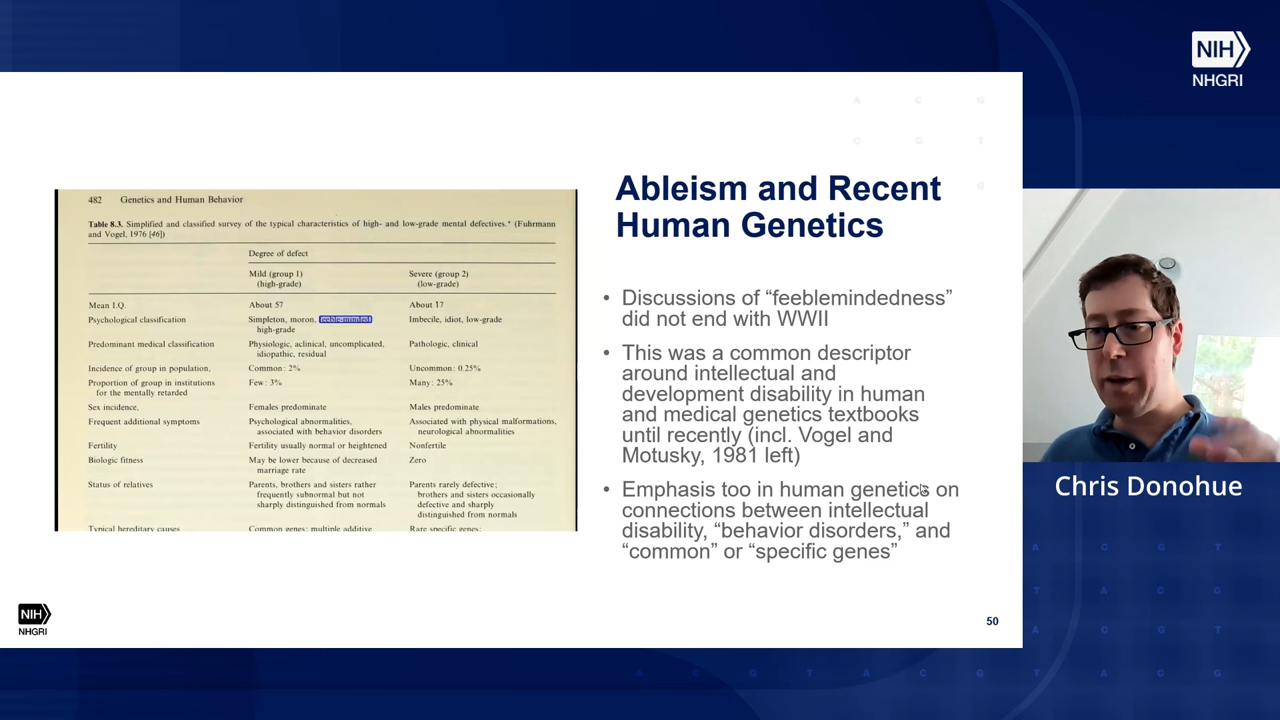 NIH
NHGRI
A C G
C G T
G
482 Genetics and Human Behavior
Table 8.3. Simplified and classified survey of the typical characteristics of high- and low-grade mental defectives.* (Fuhrmann
and Vogel, 1976 [46])
Degree of defect
Mild (group 1) Severe (group 2)
(high-grade) (low-grade)
Mean I.Q. About 57 About 17
Psychological classification Simpleton, moron, feeble-minded, Imbecile, idiot, low-grade
high-grade
Predominant medical classification Physiologic, aclinical, uncomplicated, Pathologic, clinical
idiopathic, residual
Incidence of group in population, Common: 2% Uncommon: 0.25%
Proportion of group in institutions Few: 3% Many: 25%
for the mentally retarded
Sex incidence, Females predominate Males predominate
Frequent additional symptoms Psychological abnormalities, Associated with physical malformations,
associated with behavior disorders neurological abnormalities
Fertility Fertility usually normal or heightened Nonfertile
Biologic fitness May be lower because of decreased Zero
marriage rate
Status of relatives Parents, brothers and sisters rather Parents rarely defective;
frequently subnormal but not brothers and sisters occasionally
sharply distinguished from normals defective and sharply
distinguished from normals
Typical hereditary causes Common genes; multiple additive Rare specific genes;
Ableism and Recent
Human Genetics
• Discussions of “feeblemindedness”
did not end with WWII
• This was a common descriptor
around intellectual and
development disability in human
and medical genetics textbooks
until recently (incl. Vogel and
Motusky, 1981 left)
• Emphasis too in human genetics on
connections between intellectual
disability, “behavior disorders,” and
“common” or “specific genes”
Chris Donohue
NIH
NHGRI
50
A C G T
A C G T
A C G T
A C G T A C G T